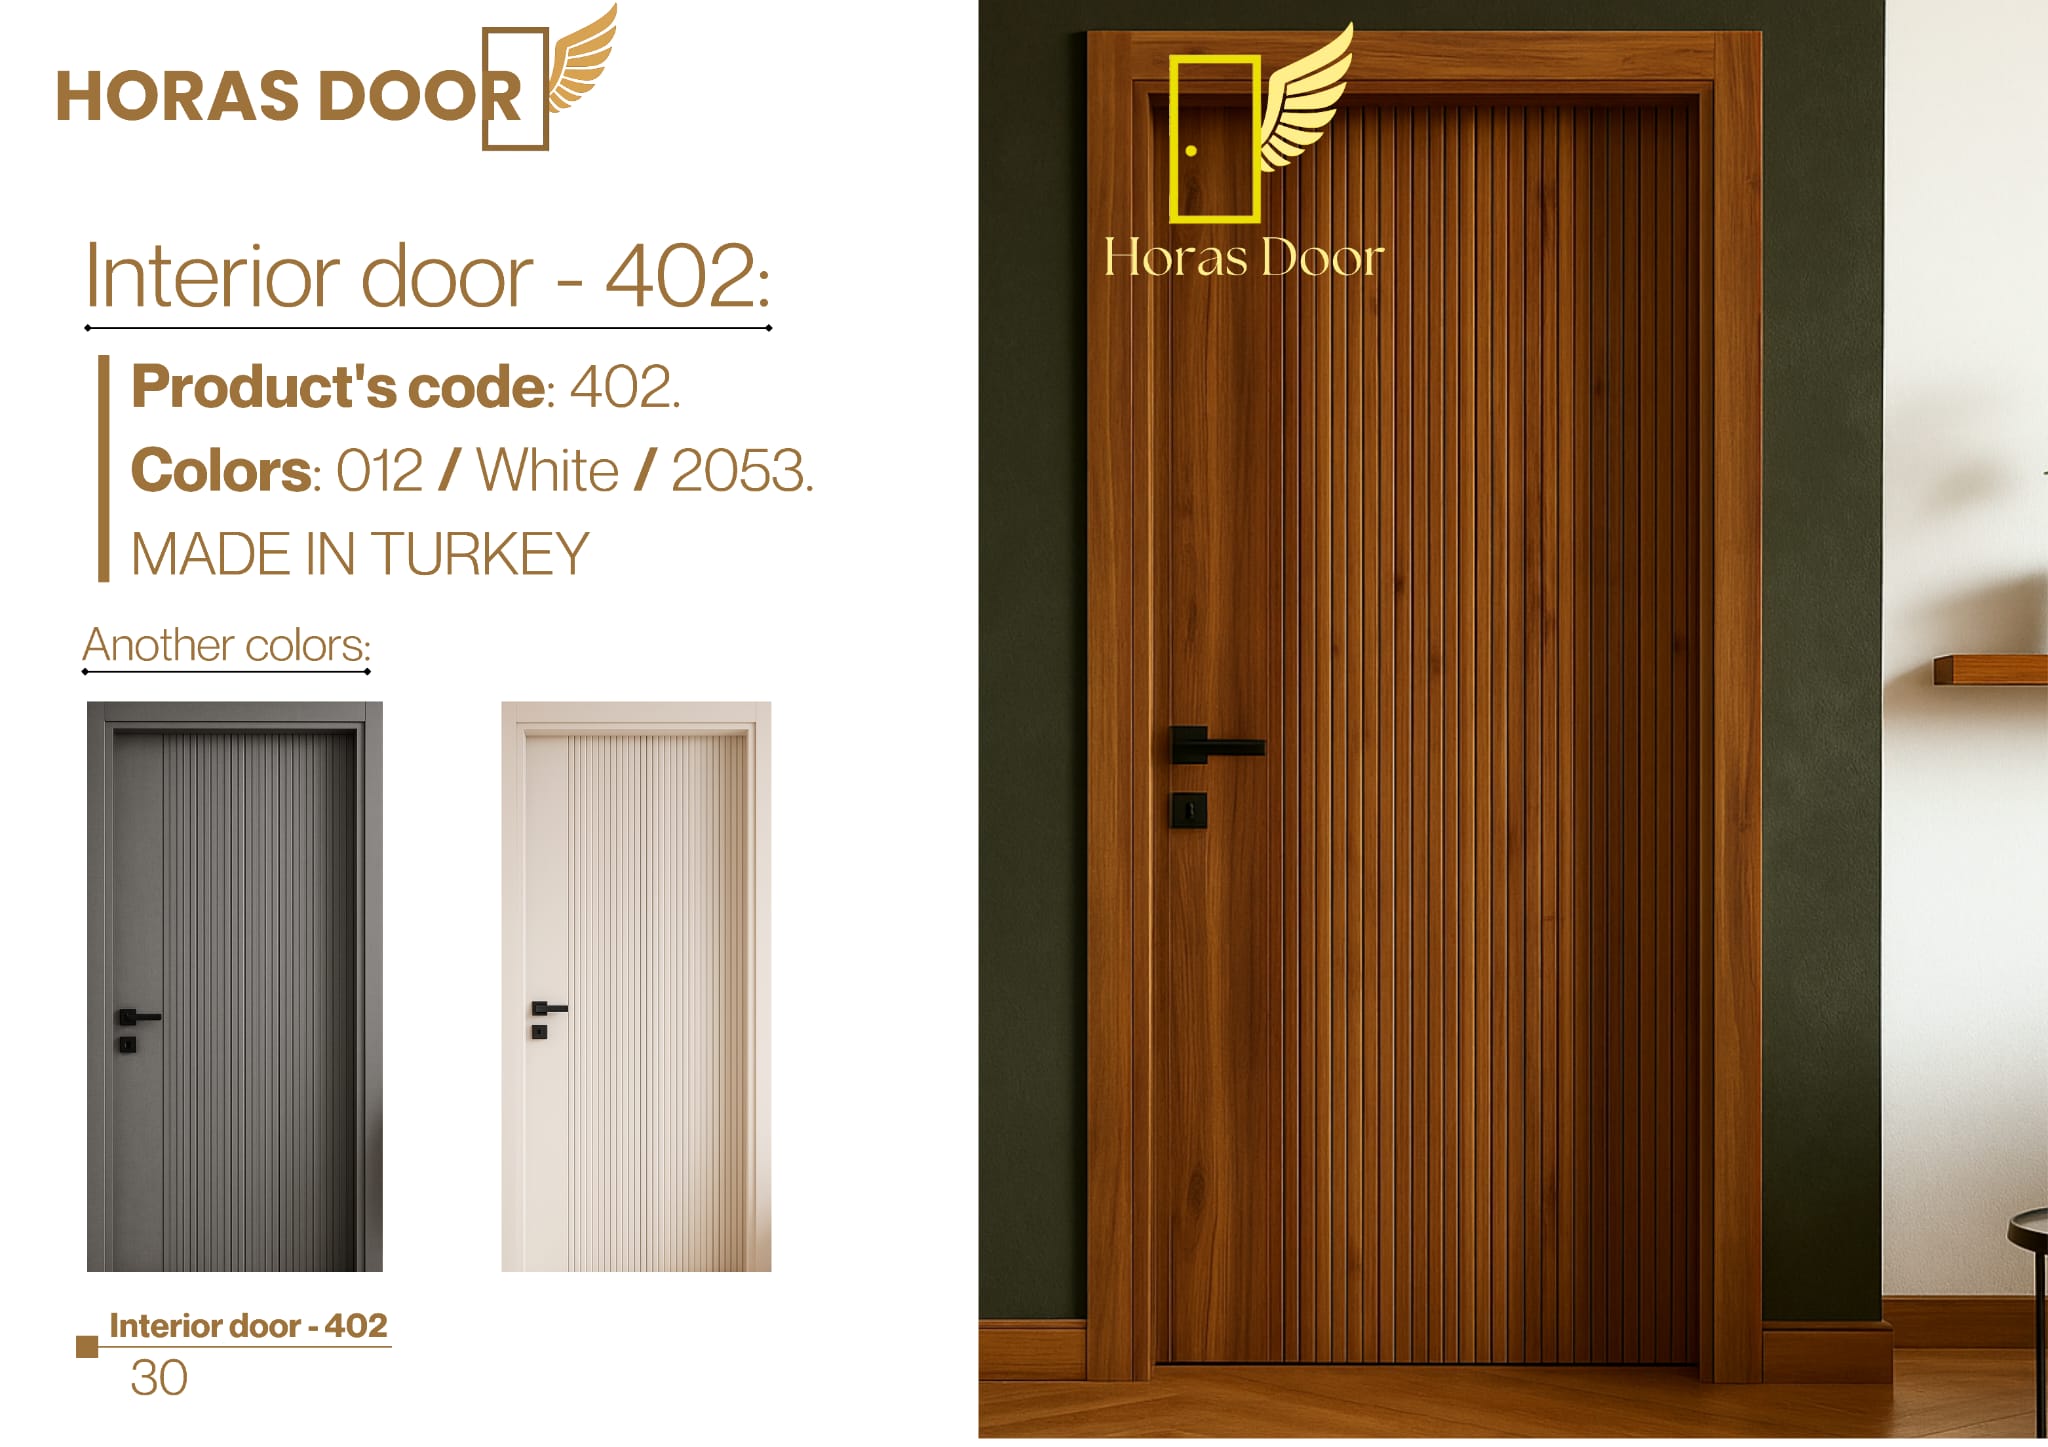 HORAS DOOR
Interior door - 402:
Product's code: 402.
Colors: 012 / White / 2053.
MADE IN TURKEY
Another colors:
Interior door - 402
30
Horas Door